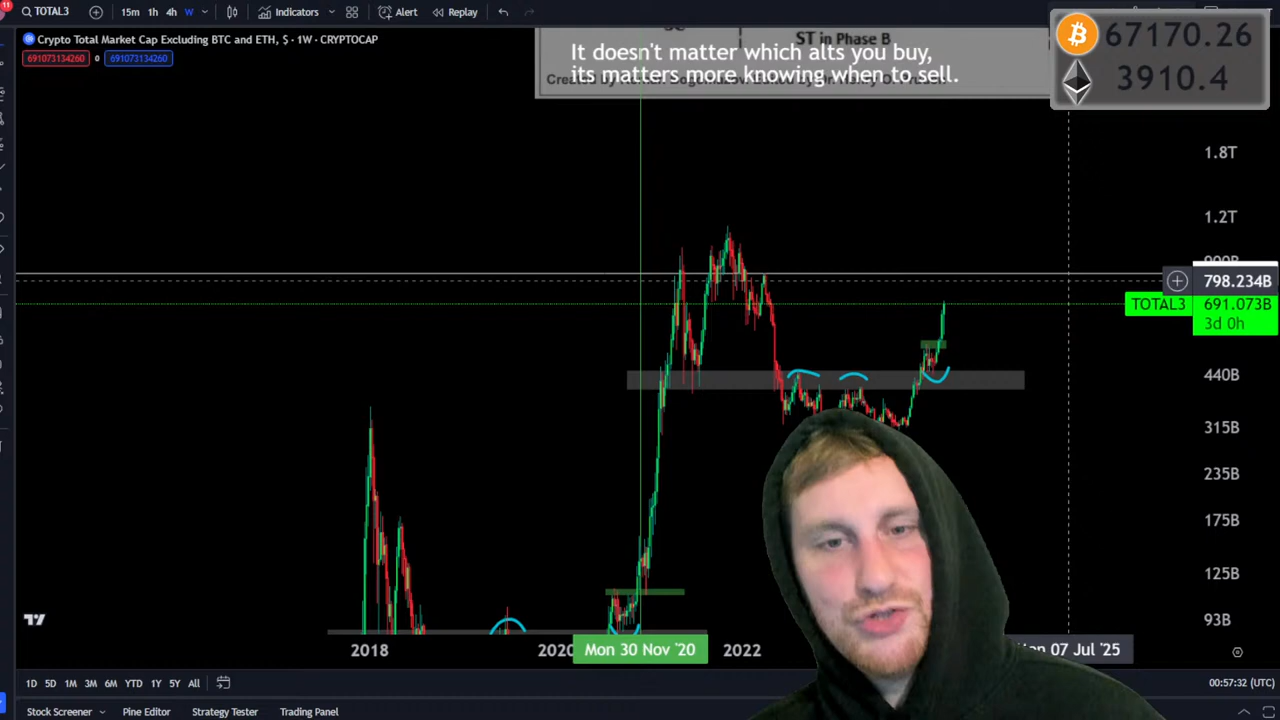 11
TOTAL3 15m 1h 4h W Indicators Alert Replay
Crypto Total Market Cap Excluding BTC and ETH, $ · 1W · CRYPTOCAP
691073134260 0 691073134260
ST in Phase B
It doesn't matter which alts you buy,
its matters more knowing when to sell.
67170.26
3910.4
1.8T
1.2T
798.234B
TOTAL3 691.073B
3d 0h
440B
315B
235B
175B
125B
93B
2018 2020 Mon 30 Nov '20 2022 07 Jul '25
1D 5D 1M 3M 6M YTD 1Y 5Y All 00:57:32 (UTC)
Stock Screener Pine Editor Strategy Tester Trading Panel